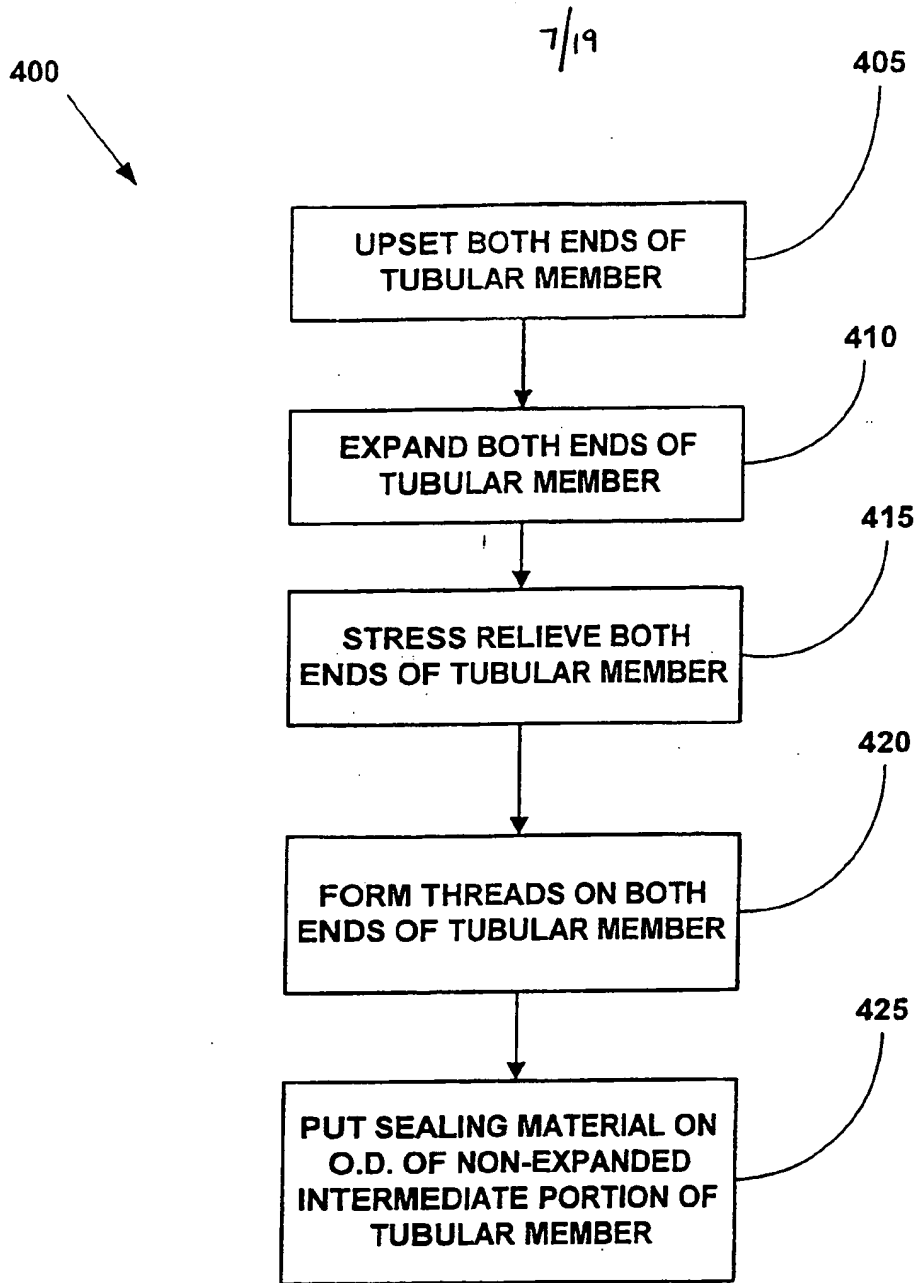 7/19
400
405
UPSET BOTH ENDS OF
TUBULAR MEMBER
410
EXPAND BOTH ENDS OF
TUBULAR MEMBER
415
STRESS RELIEVE BOTH
ENDS OF TUBULAR MEMBER
420
FORM THREADS ON BOTH
ENDS OF TUBULAR MEMBER
425
PUT SEALING MATERIAL ON
O.D. OF NON-EXPANDED
INTERMEDIATE PORTION OF
TUBULAR MEMBER